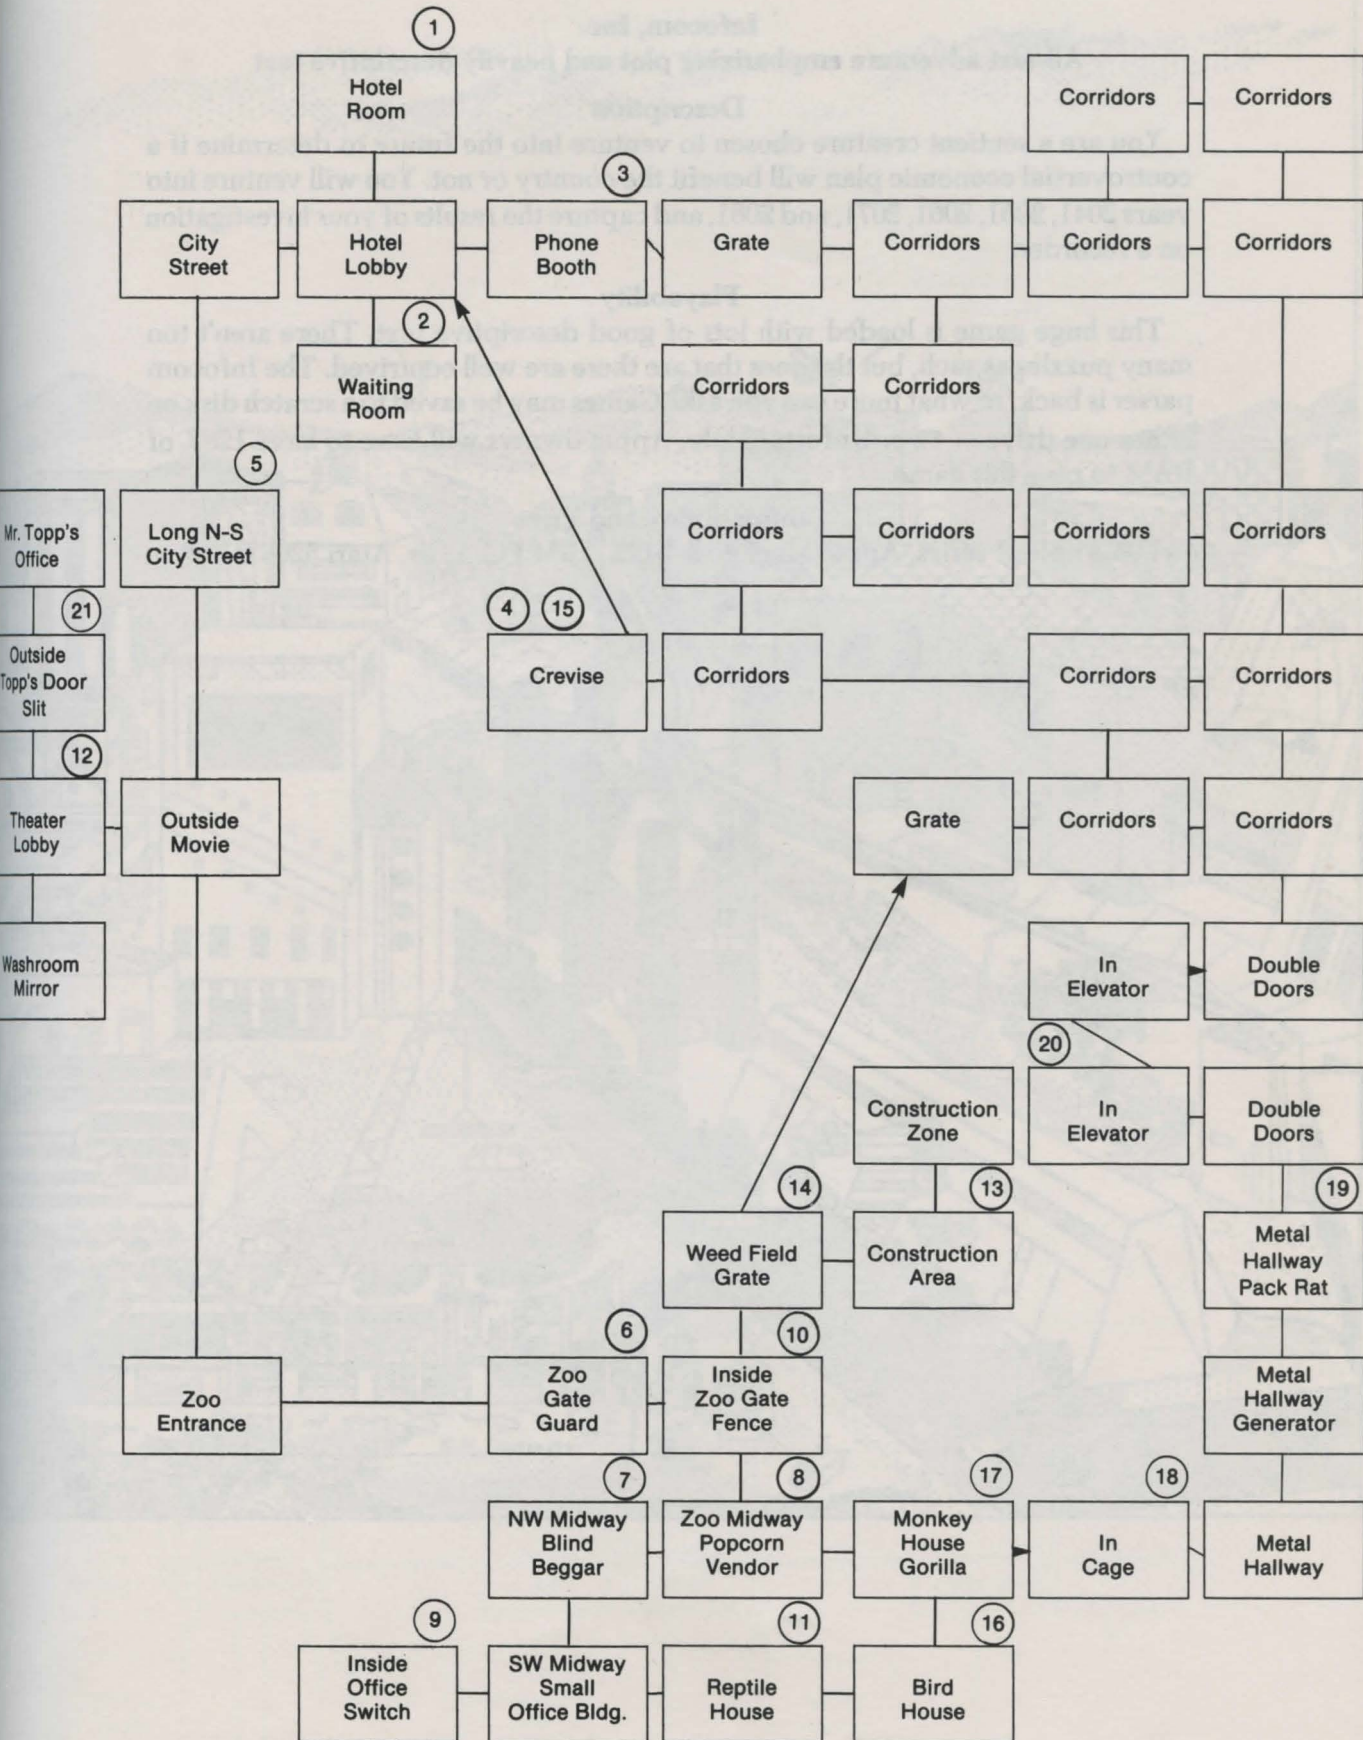 1
Hotel
Room
Corridors
Corridors
3
City
Street
Hotel
Lobby
Phone
Booth
Grate
Corridors
Coridors
Corridors
2
Waiting
Room
Corridors
Corridors
5
Mr. Topp's
Office
Long N-S
City Street
Corridors
Corridors
Corridors
Corridors
21
4
15
Outside
Topp's Door
Slit
Crevise
Corridors
Corridors
Corridors
12
Theater
Lobby
Outside
Movie
Grate
Corridors
Corridors
Washroom
Mirror
In
Elevator
Double
Doors
20
Construction
Zone
In
Elevator
Double
Doors
14
13
19
Weed Field
Grate
Construction
Area
Metal
Hallway
Pack Rat
6
10
Zoo
Entrance
Zoo
Gate
Guard
Inside
Zoo Gate
Fence
Metal
Hallway
Generator
7
8
17
18
NW Midway
Blind
Beggar
Zoo Midway
Popcorn
Vendor
Monkey
House
Gorilla
In
Cage
Metal
Hallway
9
11
16
Inside
Office
Switch
SW Midway
Small
Office Bldg.
Reptile
House
Bird
House